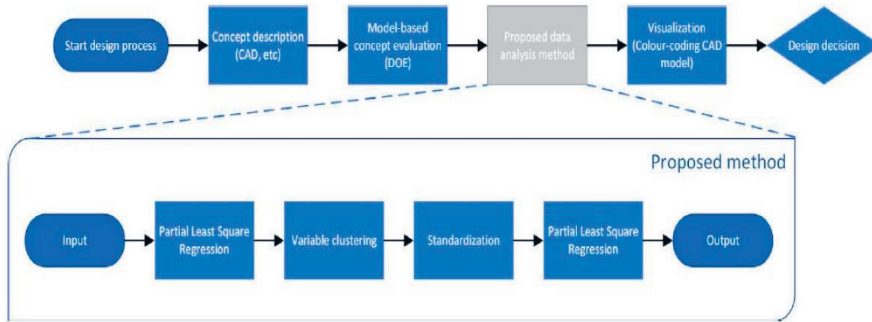 Start design process
Concept description
(CAD, etc)
Model-based
concept evaluation
(DOE)
Proposed data
analysis method
Visualization
(Colour-coding CAD
model)
Design decision
Proposed method
Input
Partial Least Square
Regression
Variable clustering
Standardization
Partial Least Square
Regression
Output